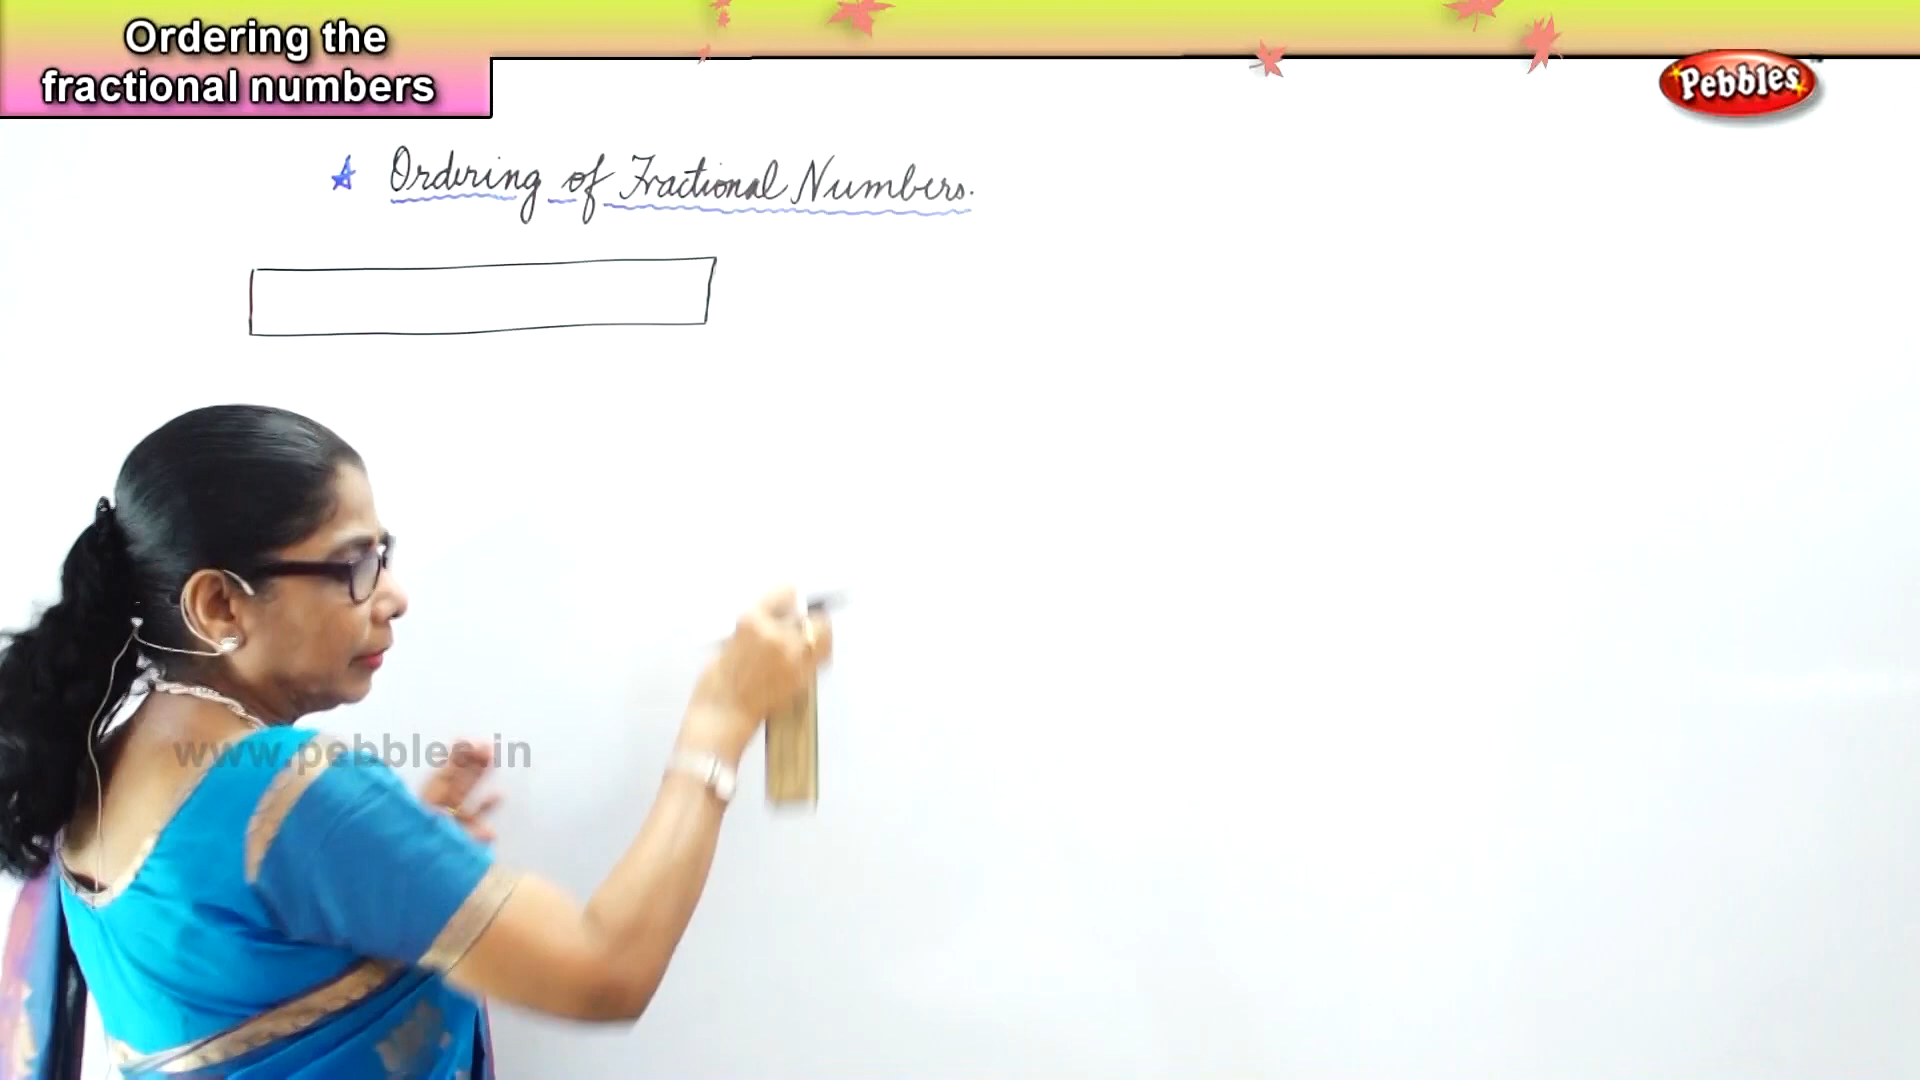 Ordering the
fractional numbers
Pebbles
Ordering of Fractional Numbers.
www.pebbles.in